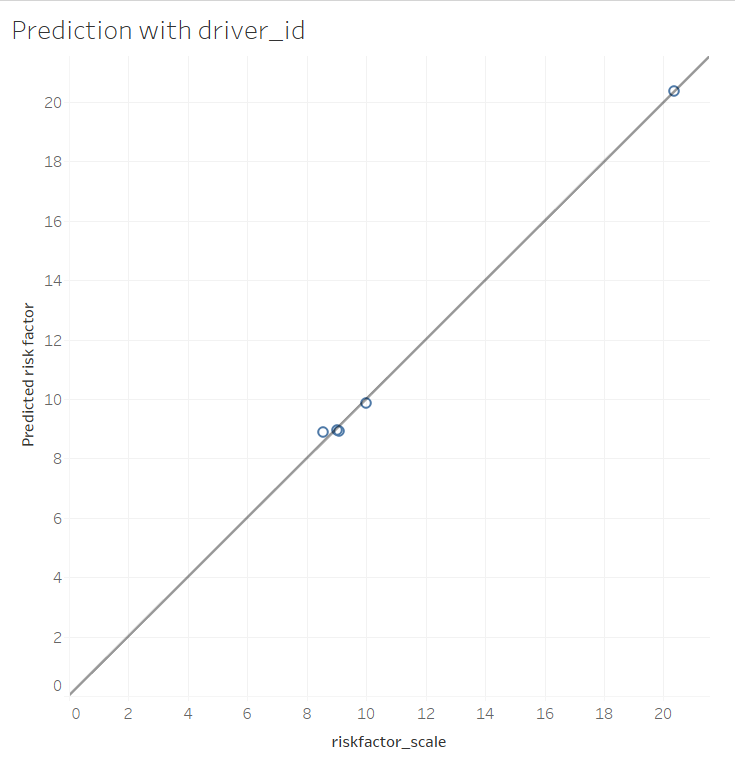 Prediction with driver_id
20
18
16
14
12
10
8
6
4
2
0
Predicted risk factor
0 2 4 6 8 10 12 14 16 18 20
riskfactor_scale